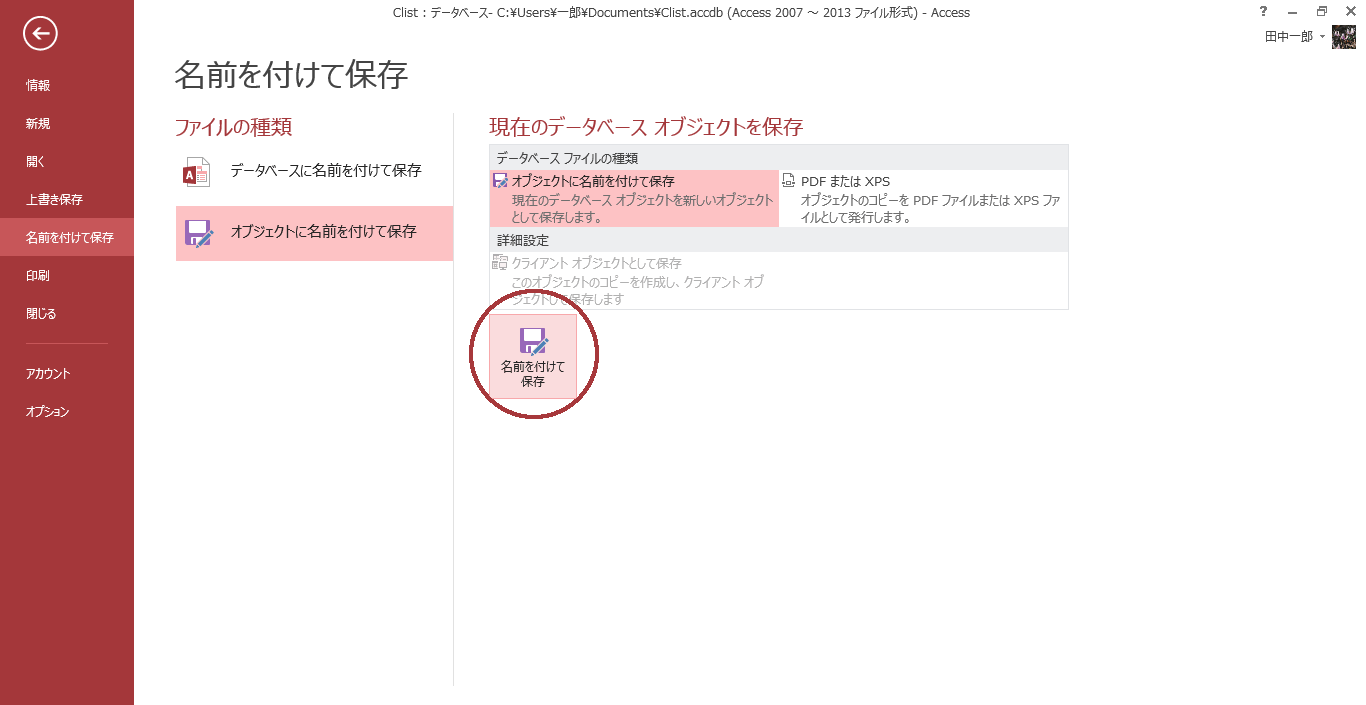 Clist : データベース- C:¥Users¥一郎¥Documents¥Clist.accdb (Access 2007 ～ 2013 ファイル形式) - Access
?
田中一郎
情報
新規
開く
上書き保存
名前を付けて保存
印刷
閉じる
アカウント
オプション
名前を付けて保存
ファイルの種類
データベースに名前を付けて保存
オブジェクトに名前を付けて保存
現在のデータベース オブジェクトを保存
データベース ファイルの種類
オブジェクトに名前を付けて保存
現在のデータベース オブジェクトを新しいオブジェクト
として保存します。
PDF または XPS
オブジェクトのコピーを PDF ファイルまたは XPS ファ
イルとして発行します。
詳細設定
クライアント オブジェクトとして保存
このオブジェクトのコピーを作成し、クライアント オブ
ジェクトして保存します
名前を付けて
保存